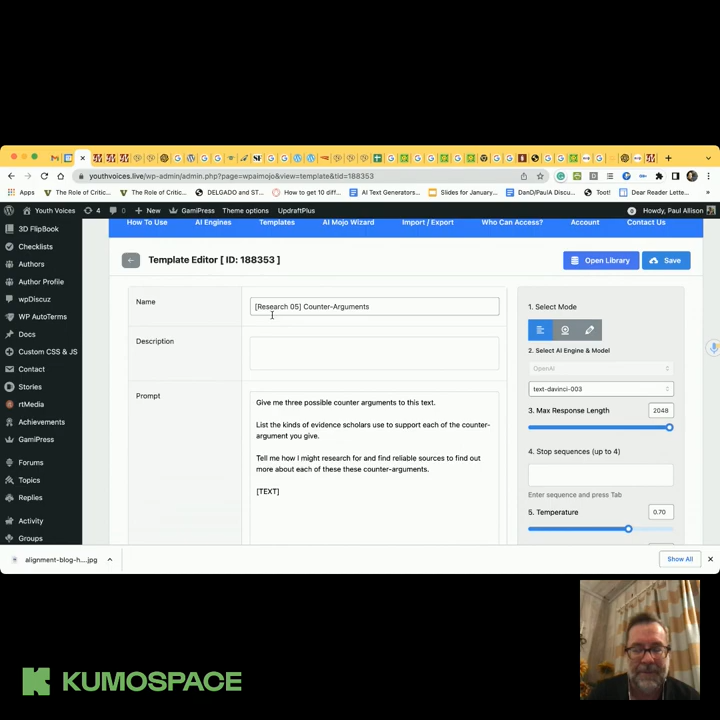 youthvoices.live/wp-admin/admin.php?page=wpaimojo&view=template&tid=188353
Apps
The Role of Critic...
The Role of Critic...
DELGADO and ST...
How to get 10 diff...
AI Text Generators...
Slides for January...
DanD/PaulA Discu...
Toot!
Dear Reader Letter...
Youth Voices
4
0
New
GamiPress
Theme options
UpdraftPlus
Howdy, Paul Allison
3D FlipBook
Checklists
Authors
Author Profile
wpDiscuz
WP AutoTerms
Docs
Custom CSS & JS
Contact
Stories
rtMedia
Achievements
GamiPress
Forums
Topics
Replies
Activity
Groups
How To Use
AI Engines
Templates
AI Mojo Wizard
Import / Export
Who Can Access?
Account
Contact Us
Template Editor [ ID: 188353 ]
Open Library
Save
Name
[Research 05] Counter-Arguments
Description
Prompt
Give me three possible counter arguments to this text.
List the kinds of evidence scholars use to support each of the counter-
argument you give.
Tell me how I might research for and find reliable sources to find out
more about each of these these counter-arguments.
[TEXT]
1. Select Mode
2. Select AI Engine & Model
OpenAI
text-davinci-003
3. Max Response Length
2048
4. Stop sequences (up to 4)
Enter sequence and press Tab
5. Temperature
0.70
alignment-blog-h....jpg
Show All
KUMOSPACE